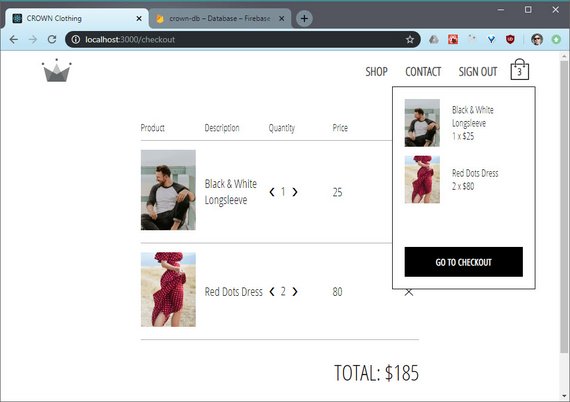 CROWN Clothing
crown-db – Database – Firebase
localhost:3000/checkout
SHOP CONTACT SIGN OUT 3
Black & White
Longsleeve
1 x $25
Red Dots Dress
2 x $80
GO TO CHECKOUT
Product Description Quantity Price
Black & White
Longsleeve
1 25
Red Dots Dress 2 80
TOTAL: $185